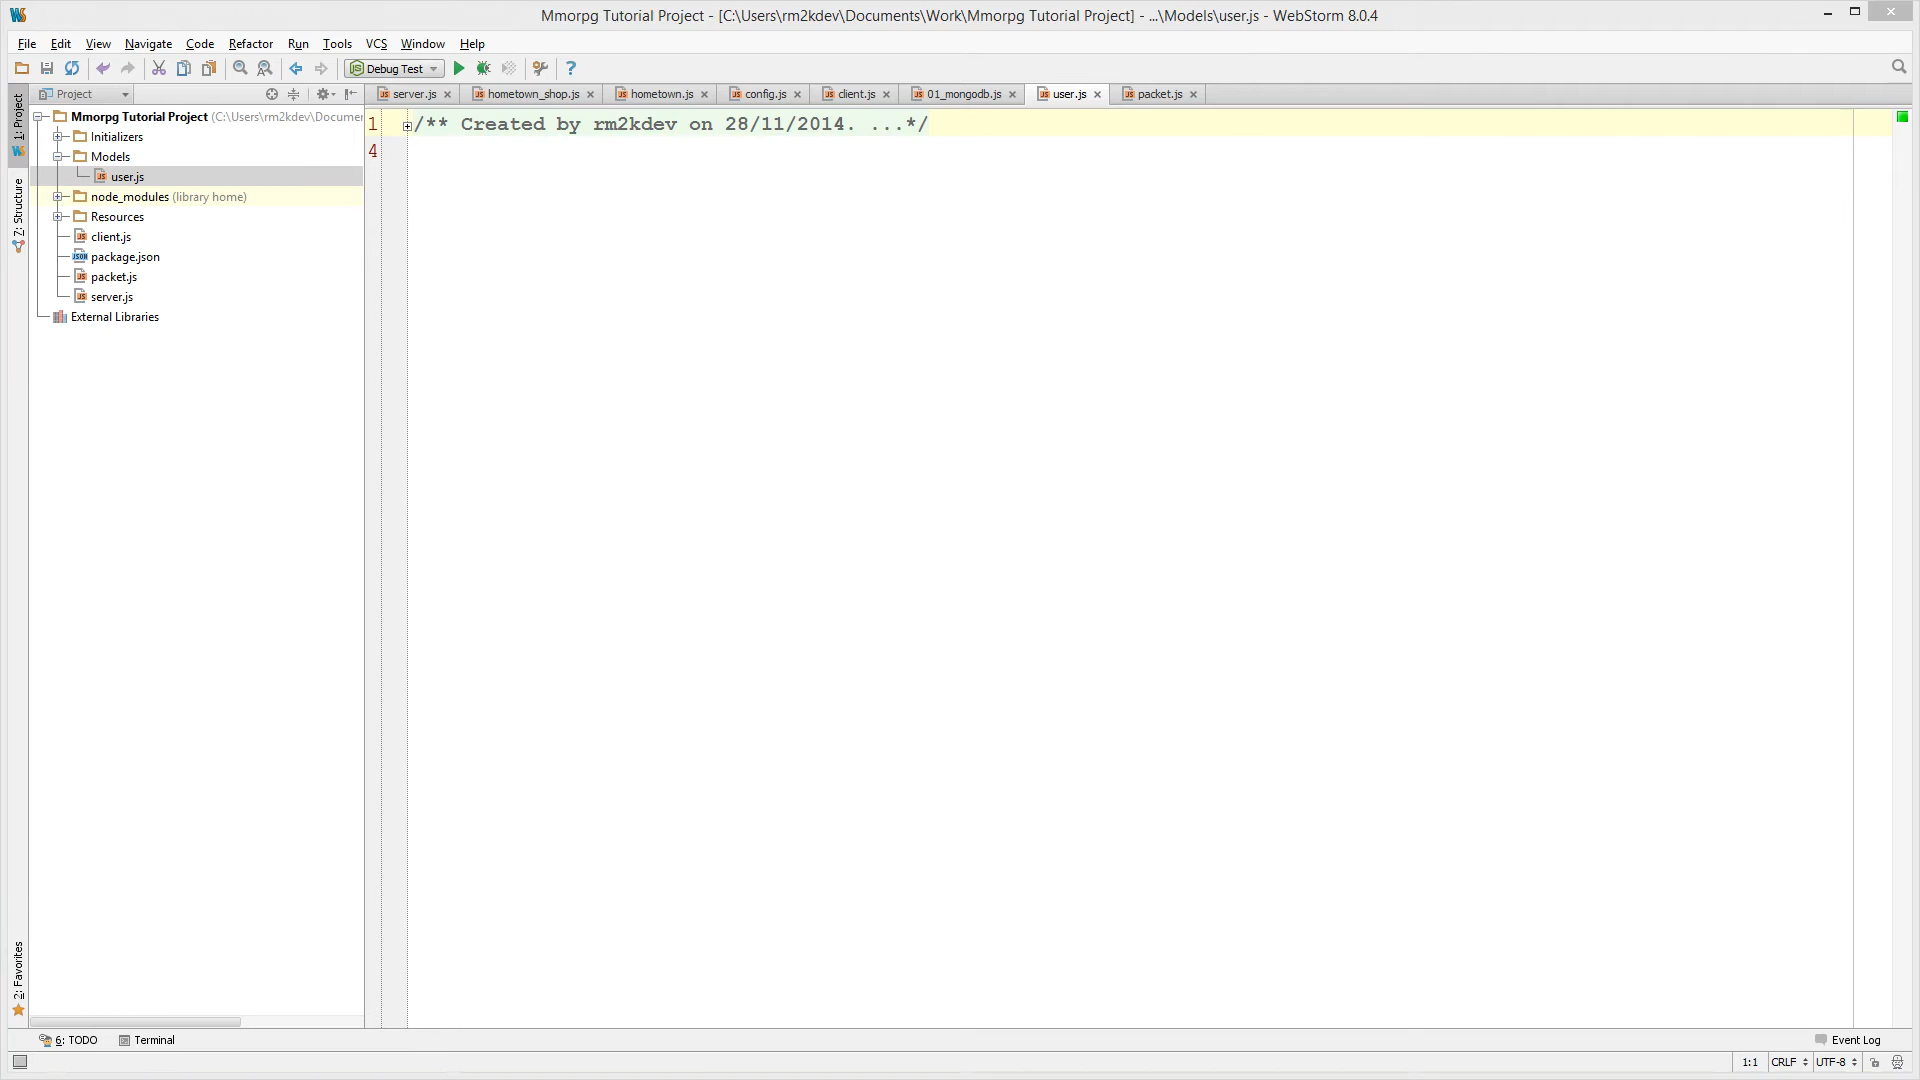 Mmorpg Tutorial Project - [C:\Users\rm2kdev\Documents\Work\Mmorpg Tutorial Project] - ...\Models\user.js - WebStorm 8.0.4
File Edit View Navigate Code Refactor Run Tools VCS Window Help
Debug Test
Project
server.js hometown_shop.js hometown.js config.js client.js 01_mongodb.js user.js packet.js
1: Project
Z: Structure
2: Favorites
Mmorpg Tutorial Project (C:\Users\rm2kdev\Documer
Initializers
Models
user.js
node_modules (library home)
Resources
client.js
package.json
packet.js
server.js
External Libraries
1 /** Created by rm2kdev on 28/11/2014. ...*/
4
6: TODO Terminal Event Log
1:1 CRLF UTF-8